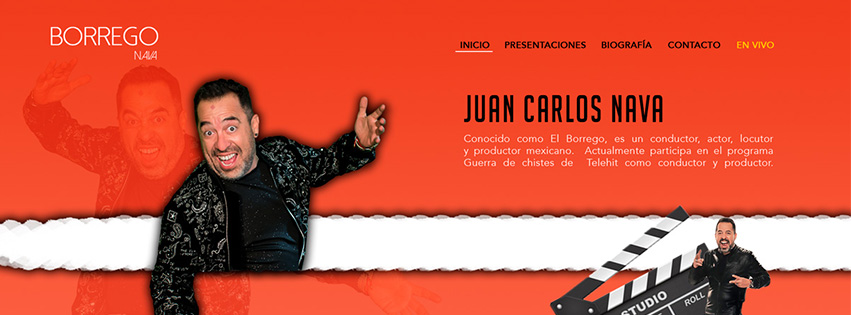 BORREGO
NAVA
INICIO PRESENTACIONES BIOGRAFÍA CONTACTO EN VIVO
JUAN CARLOS NAVA
Conocido como El Borrego, es un conductor, actor, locutor
y productor mexicano. Actualmente participa en el programa
Guerra de chistes de Telehit como conductor y productor.
STUDIO
ROLL